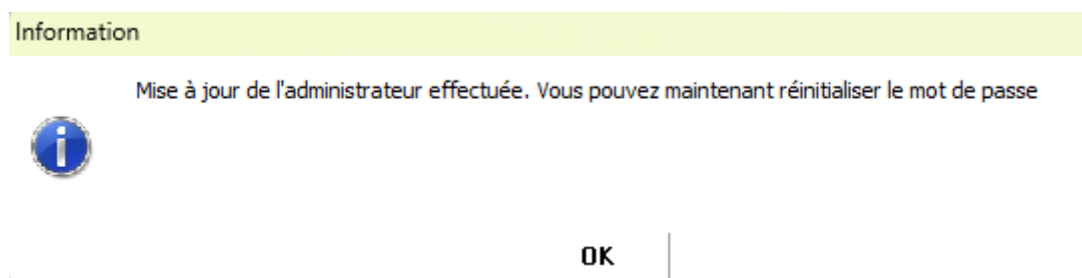 Information
Mise à jour de l'administrateur effectuée. Vous pouvez maintenant réinitialiser le mot de passe
OK